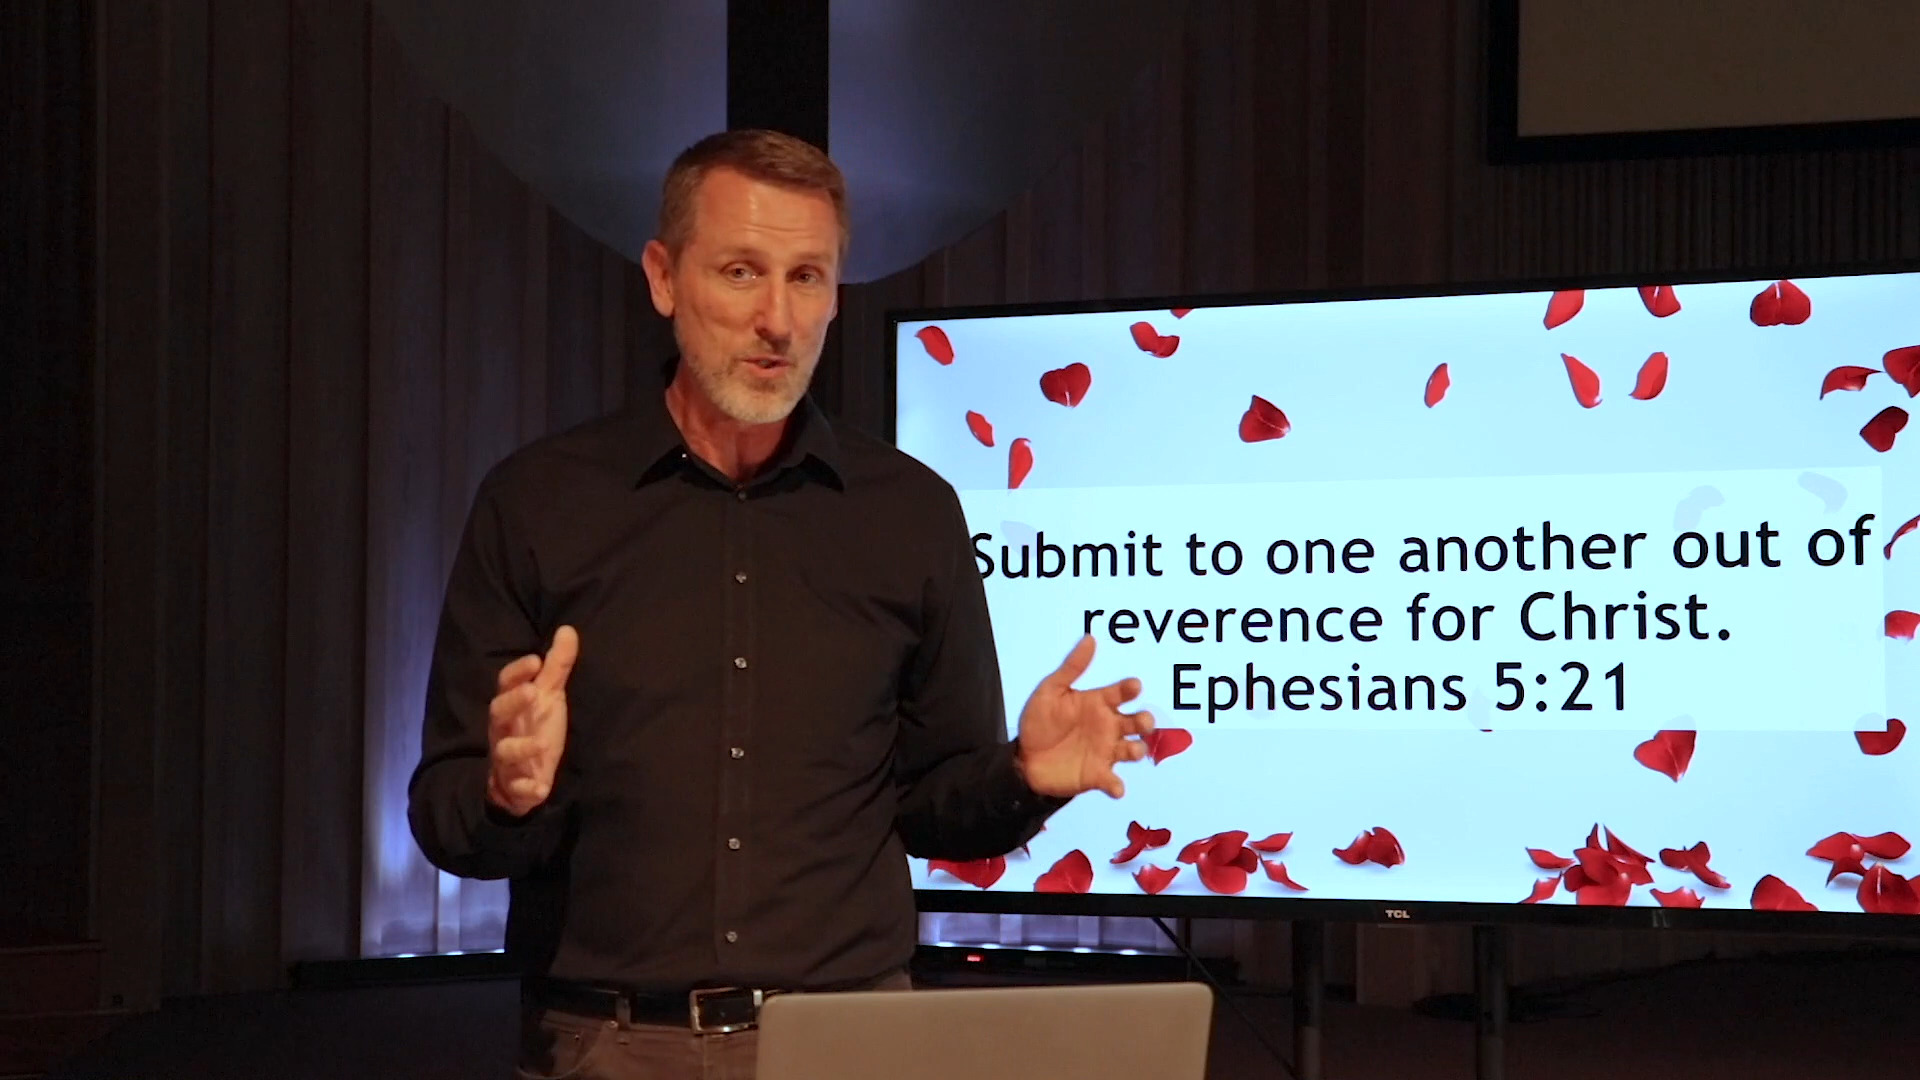 Submit to one another out of
reverence for Christ.
Ephesians 5:21
TCL